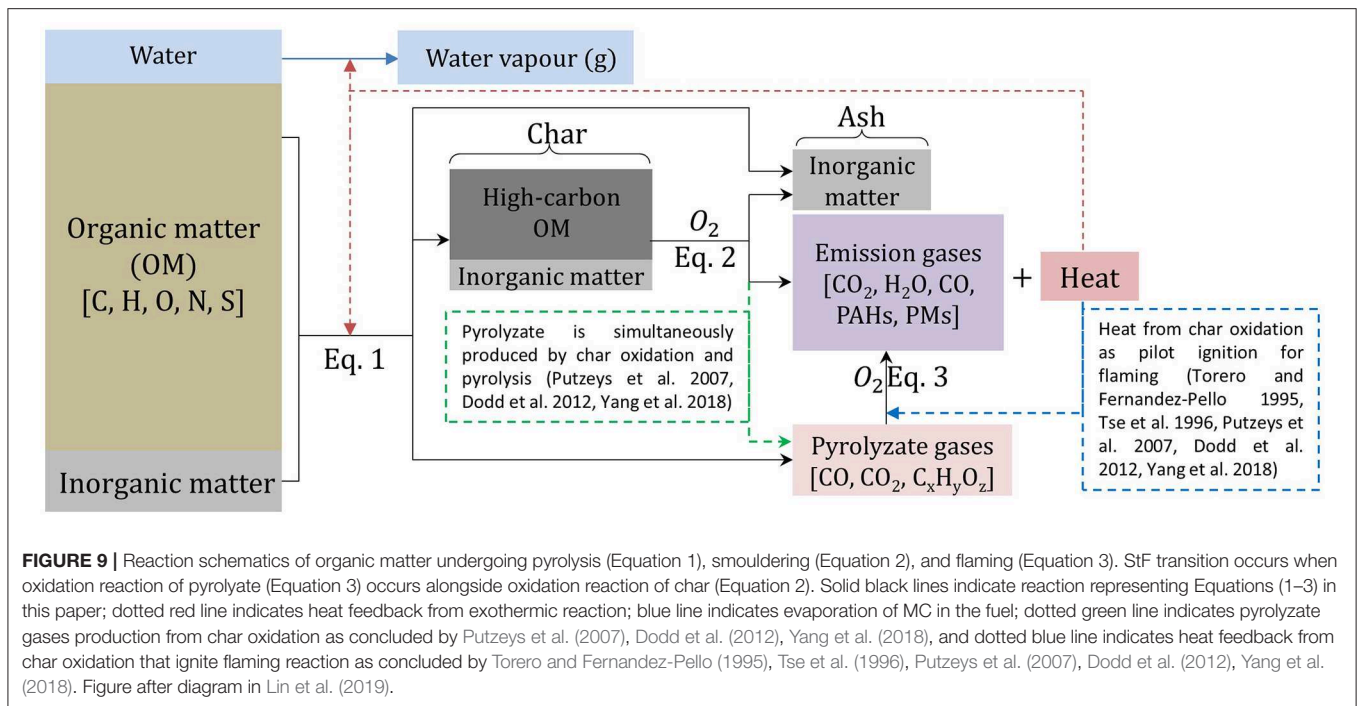 Water
Water vapour (g)
Organic matter
(OM)
[C, H, O, N, S]
Inorganic matter
Eq. 1
Char
High-carbon
OM
Inorganic matter
O₂
Eq. 2
Ash
Inorganic
matter
Emission gases
[CO₂, H₂O, CO,
PAHs, PMs]
+
Heat
Pyrolyzate is simultaneously
produced by char oxidation and
pyrolysis (Putzeys et al. 2007,
Dodd et al. 2012, Yang et al. 2018)
O₂ Eq. 3
Pyrolyzate gases
[CO, CO₂, CₓHᵧO_z]
Heat from char oxidation
as pilot ignition for
flaming (Torero and
Fernandez-Pello 1995,
Tse et al. 1996, Putzeys et
al. 2007, Dodd et al.
2012, Yang et al. 2018)
FIGURE 9 | Reaction schematics of organic matter undergoing pyrolysis (Equation 1), smouldering (Equation 2), and flaming (Equation 3). StF transition occurs when
oxidation reaction of pyrolyate (Equation 3) occurs alongside oxidation reaction of char (Equation 2). Solid black lines indicate reaction representing Equations (1–3) in
this paper; dotted red line indicates heat feedback from exothermic reaction; blue line indicates evaporation of MC in the fuel; dotted green line indicates pyrolyzate
gases production from char oxidation as concluded by Putzeys et al. (2007), Dodd et al. (2012), Yang et al. (2018), and dotted blue line indicates heat feedback from
char oxidation that ignite flaming reaction as concluded by Torero and Fernandez-Pello (1995), Tse et al. (1996), Putzeys et al. (2007), Dodd et al. (2012), Yang et al.
(2018). Figure after diagram in Lin et al. (2019).